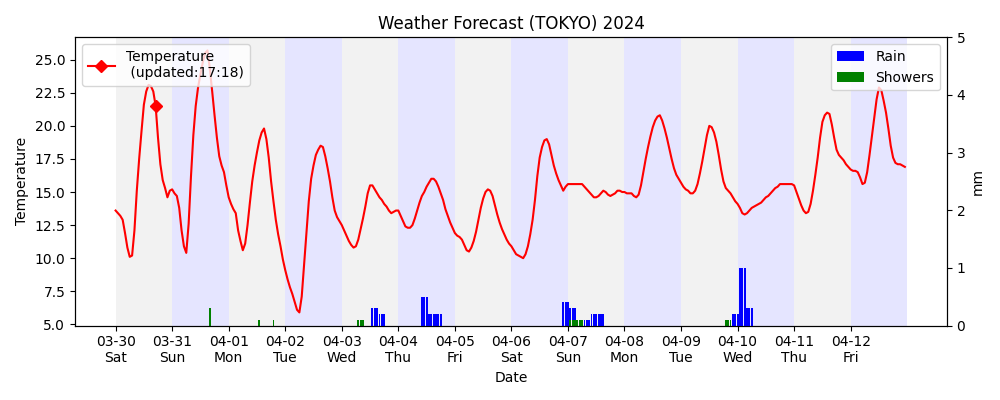 Weather Forecast (TOKYO) 2024
Temperature
(updated:17:18)
Rain
Showers
Temperature
25.0
22.5
20.0
17.5
15.0
12.5
10.0
7.5
5.0
5
4
3
2
1
0
mm
03-30 03-31 04-01 04-02 04-03 04-04 04-05 04-06 04-07 04-08 04-09 04-10 04-11 04-12
Sat Sun Mon Tue Wed Thu Fri Sat Sun Mon Tue Wed Thu Fri
Date